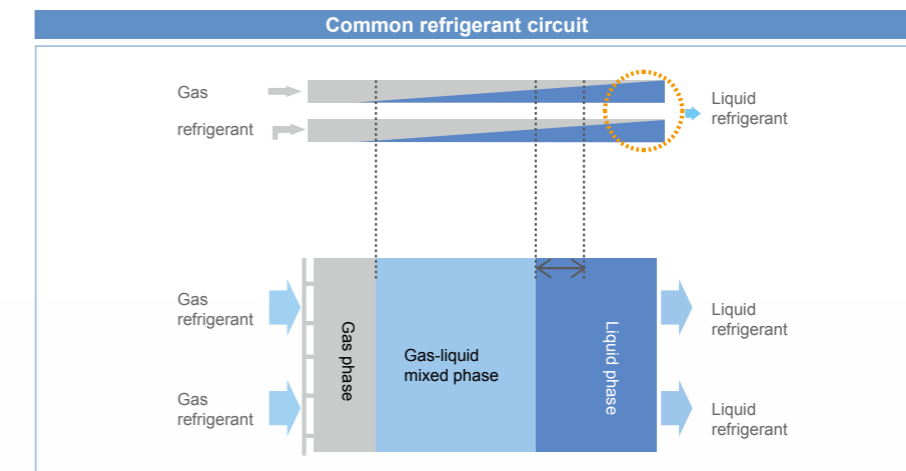 Common refrigerant circuit
Gas
refrigerant
Liquid
refrigerant
Gas
refrigerant
Gas
refrigerant
Gas phase
Gas-liquid
mixed phase
Liquid phase
Liquid
refrigerant
Liquid
refrigerant